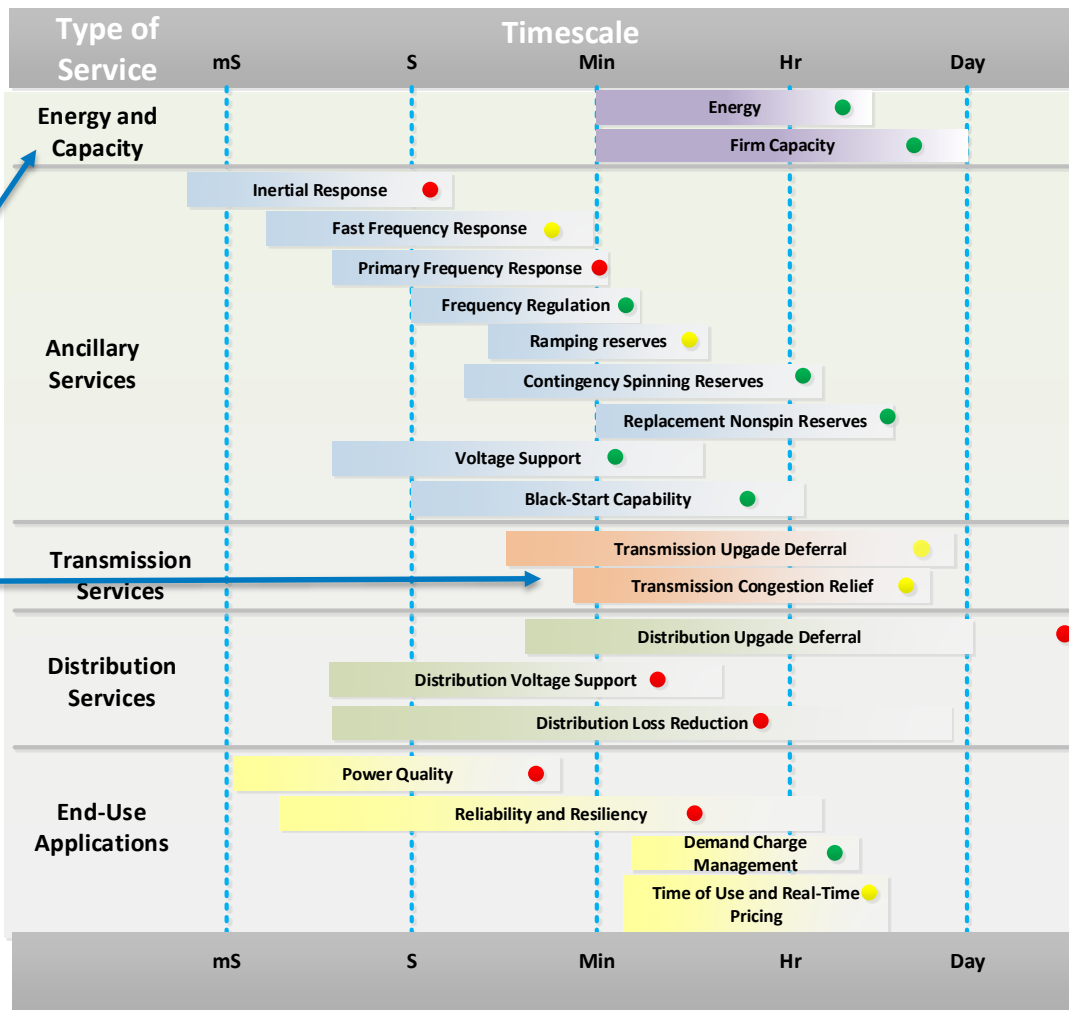 Type of
Service
Timescale
mS S Min Hr Day
Energy and
Capacity
Energy
Firm Capacity
Ancillary
Services
Inertial Response
Fast Frequency Response
Primary Frequency Response
Frequency Regulation
Ramping reserves
Contingency Spinning Reserves
Replacement Nonspin Reserves
Voltage Support
Black-Start Capability
Transmission
Services
Transmission Upgade Deferral
Transmission Congestion Relief
Distribution
Services
Distribution Upgade Deferral
Distribution Voltage Support
Distribution Loss Reduction
End-Use
Applications
Power Quality
Reliability and Resiliency
Demand Charge
Management
Time of Use and Real-Time
Pricing
mS S Min Hr Day